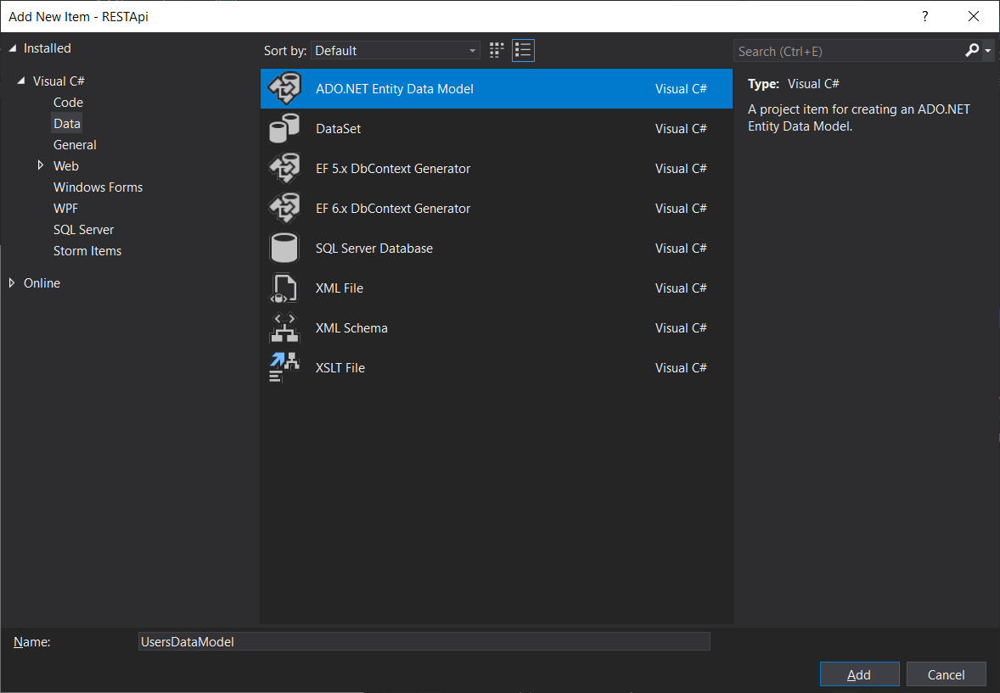 Add New Item - RESTApi
?
Installed
Visual C#
Code
Data
General
Web
Windows Forms
WPF
SQL Server
Storm Items
Online
Sort by: Default
ADO.NET Entity Data Model Visual C#
DataSet Visual C#
EF 5.x DbContext Generator Visual C#
EF 6.x DbContext Generator Visual C#
SQL Server Database Visual C#
XML File Visual C#
XML Schema Visual C#
XSLT File Visual C#
Search (Ctrl+E)
Type: Visual C#
A project item for creating an ADO.NET
Entity Data Model.
Name: UsersDataModel
Add Cancel